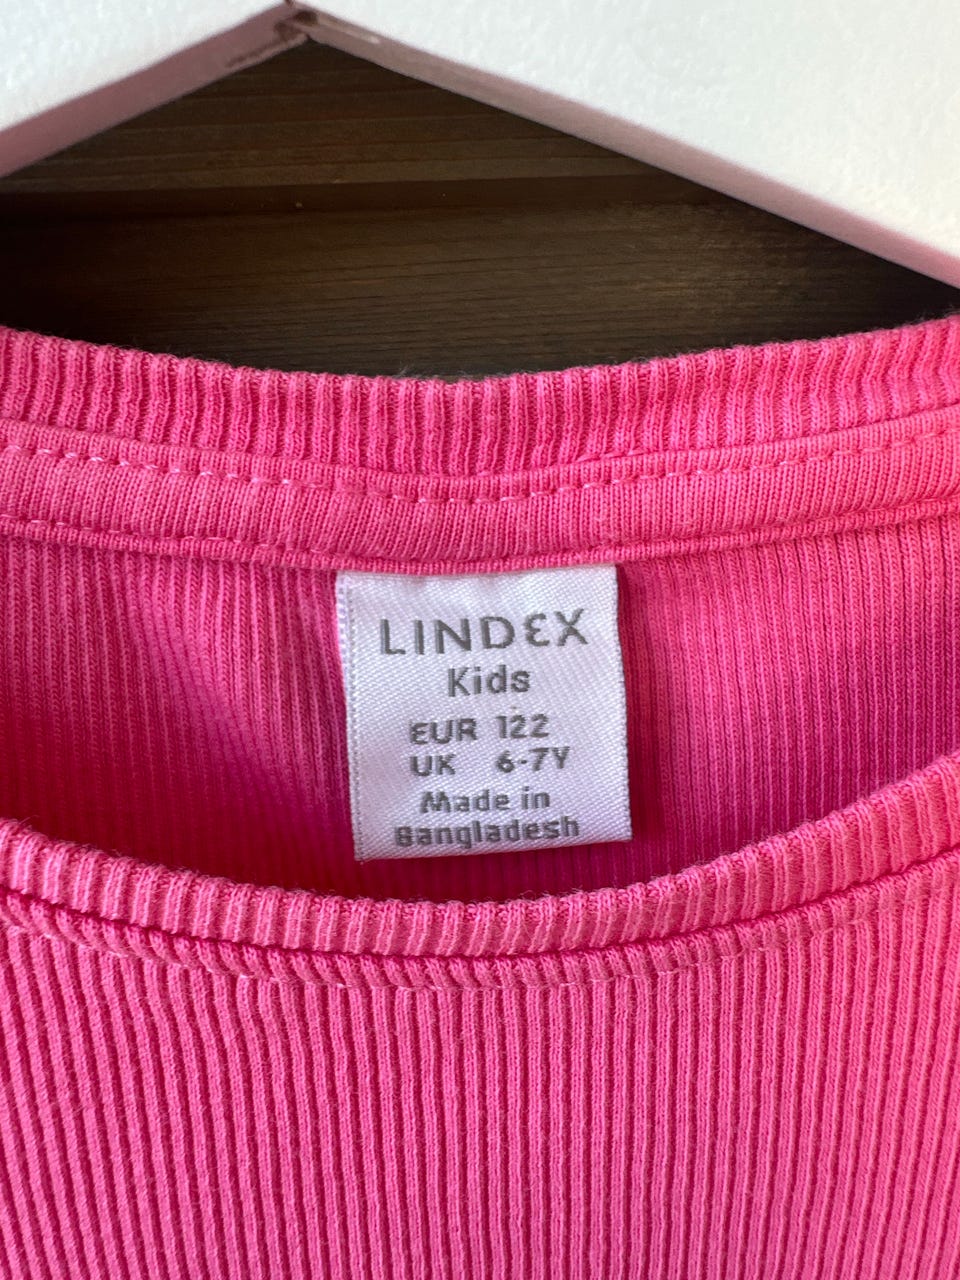 LINDEX
Kids
EUR 122
UK 6-7Y
Made in
Bangladesh